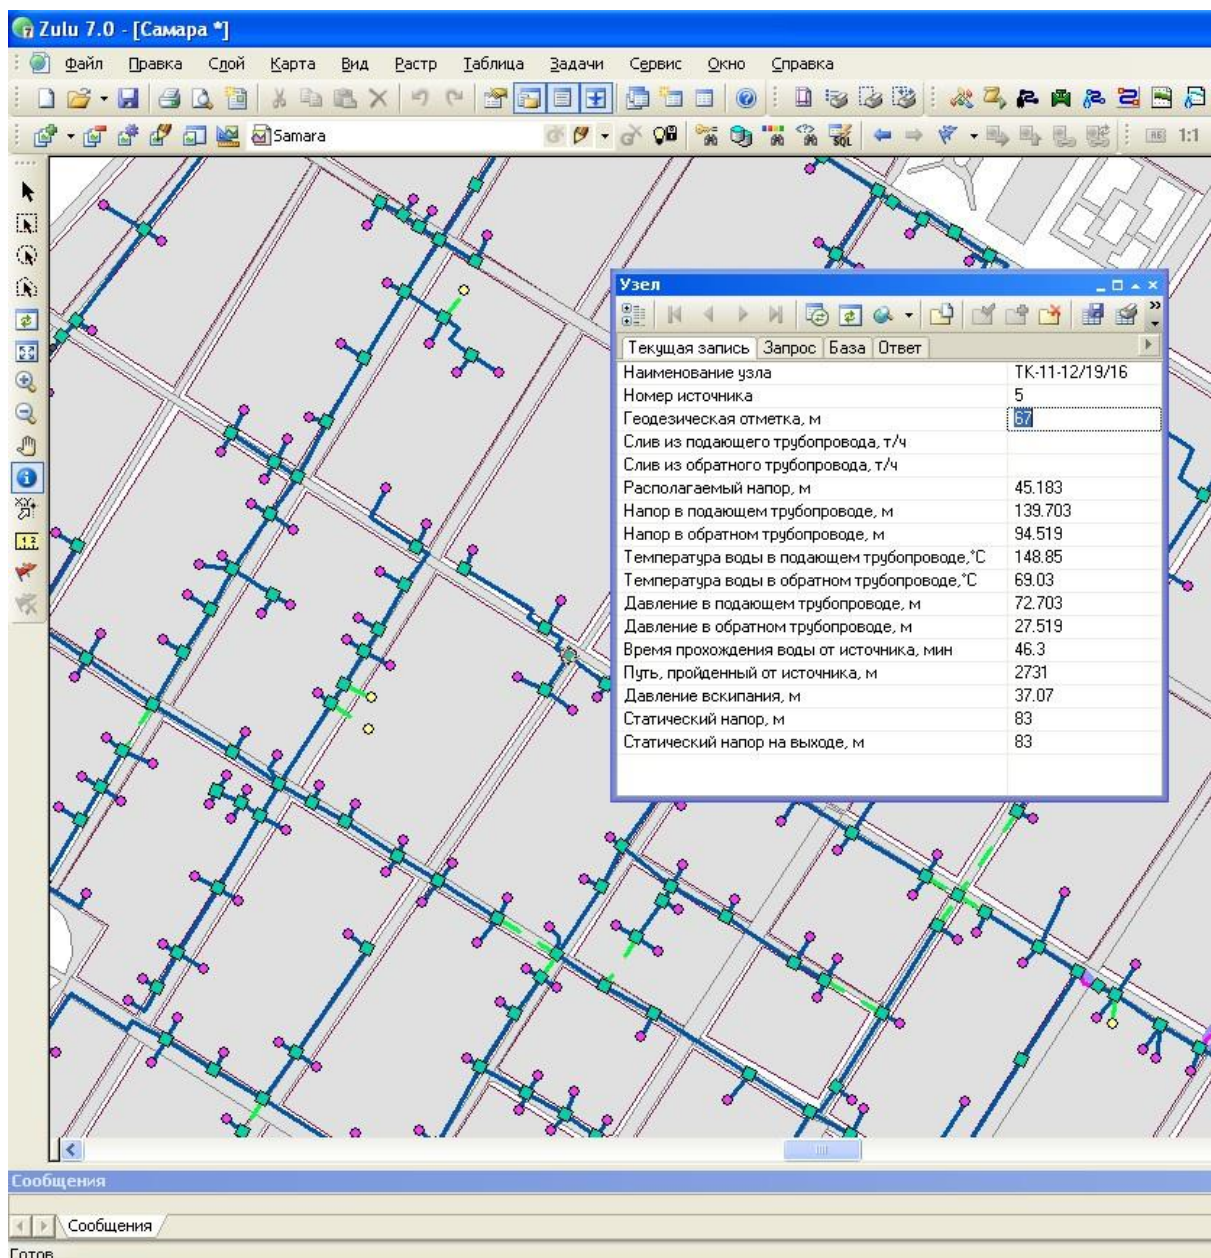 Zulu 7.0 - [Самара *]
Файл Правка Слой Карта Вид Растр Таблица Задачи Сервис Окно Справка
Samara SQL 1:1
Узел
Текущая запись Запрос База Ответ
Наименование узла ТК-11-12/19/16
Номер источника 5
Геодезическая отметка, м 67
Слив из подающего трубопровода, т/ч
Слив из обратного трубопровода, т/ч
Располагаемый напор, м 45.183
Напор в подающем трубопроводе, м 139.703
Напор в обратном трубопроводе, м 94.519
Температура воды в подающем трубопроводе,°C 148.85
Температура воды в обратном трубопроводе,°C 69.03
Давление в подающем трубопроводе, м 72.703
Давление в обратном трубопроводе, м 27.519
Время прохождения воды от источника, мин 46.3
Путь, пройденный от источника, м 2731
Давление вскипания, м 37.07
Статический напор, м 83
Статический напор на выходе, м 83
Сообщения
Сообщения
Готов